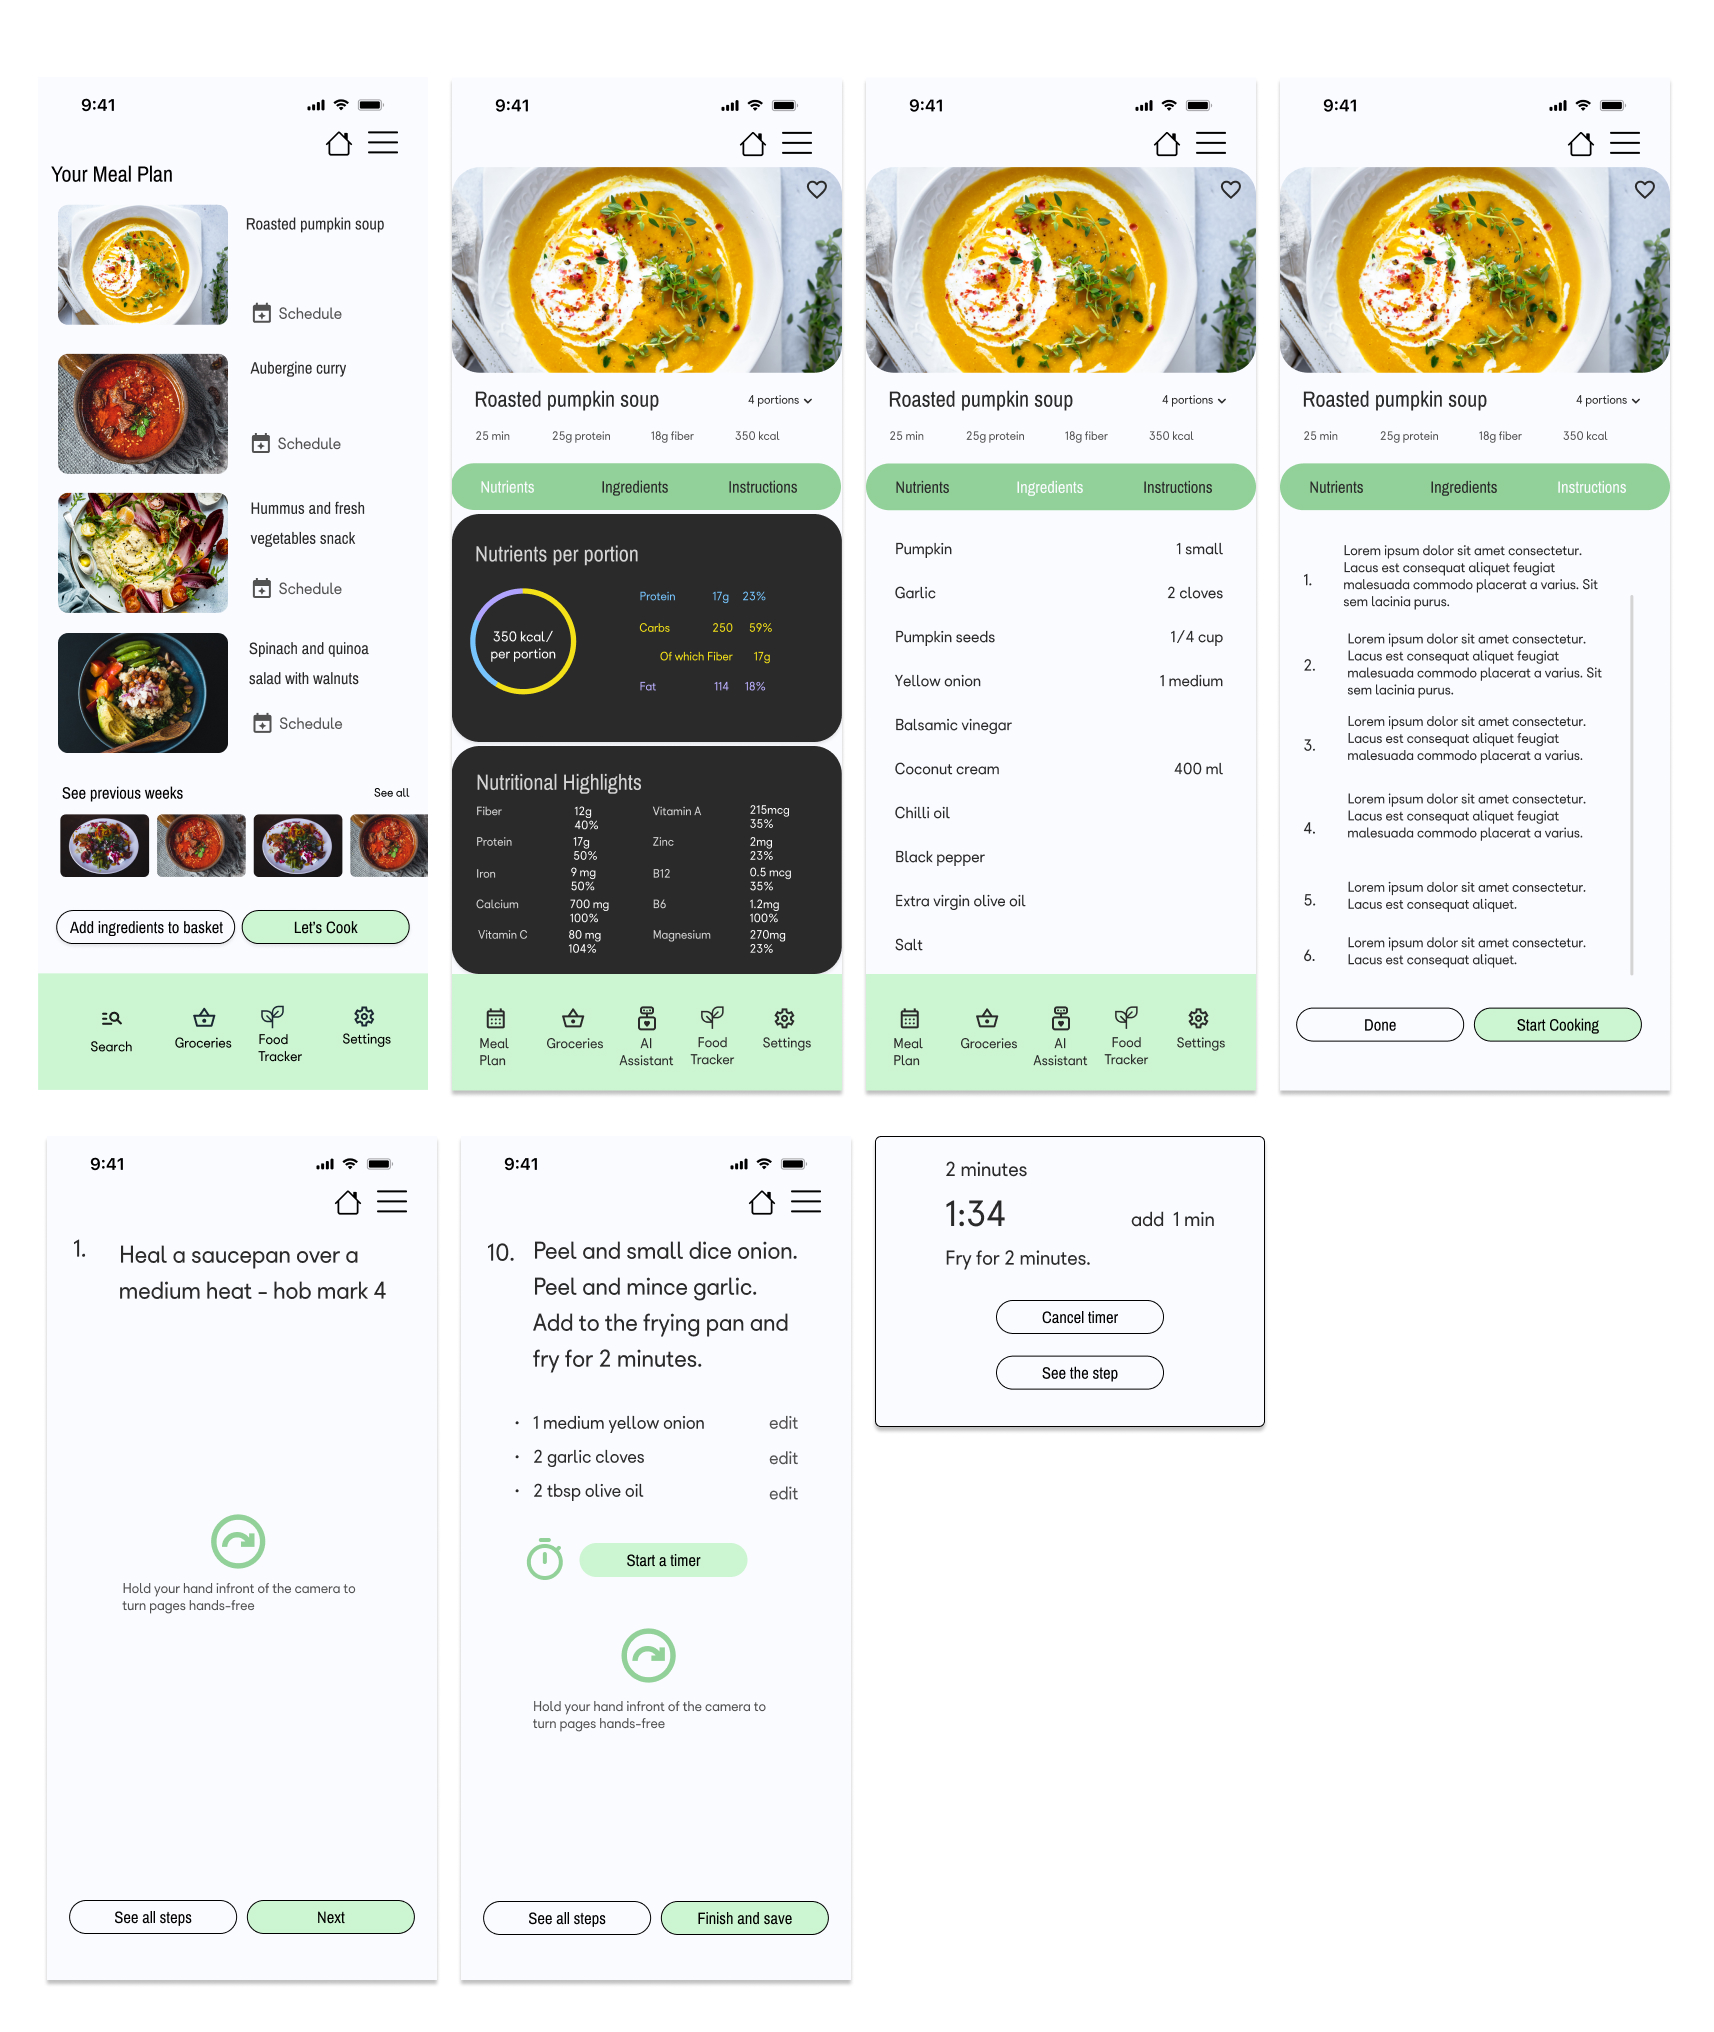 9:41
Your Meal Plan
Roasted pumpkin soup
Schedule
Aubergine curry
Schedule
Hummus and fresh
vegetables snack
Schedule
Spinach and quinoa
salad with walnuts
Schedule
See previous weeks See all
Add ingredients to basket Let's Cook
Search Groceries Food Settings
Tracker
9:41
Roasted pumpkin soup 4 portions
25 min 25g protein 18g fiber 350 kcal
Nutrients Ingredients Instructions
Nutrients per portion
350 kcal/
per portion
Protein 17g 23%
Carbs 250 59%
Of which Fiber 17g
Fat 114 18%
Nutritional Highlights
Fiber 12g Vitamin A 215mcg
40% 35%
Protein 17g Zinc 2mg
50% 23%
Iron 9 mg B12 0.5 mcg
50% 35%
Calcium 700 mg B6 1.2mg
100% 100%
Vitamin C 80 mg Magnesium 270mg
104% 23%
Meal Groceries AI Food Settings
Plan Assistant Tracker
9:41
Roasted pumpkin soup 4 portions
25 min 25g protein 18g fiber 350 kcal
Nutrients Ingredients Instructions
Pumpkin 1 small
Garlic 2 cloves
Pumpkin seeds 1/4 cup
Yellow onion 1 medium
Balsamic vinegar
Coconut cream 400 ml
Chilli oil
Black pepper
Extra virgin olive oil
Salt
Meal Groceries AI Food Settings
Plan Assistant Tracker
9:41
Roasted pumpkin soup 4 portions
25 min 25g protein 18g fiber 350 kcal
Nutrients Ingredients Instructions
1. Lorem ipsum dolor sit amet consectetur.
Lacus est consequat aliquet feugiat
malesuada commodo placerat a varius. Sit
sem lacinia purus.
2. Lorem ipsum dolor sit amet consectetur.
Lacus est consequat aliquet feugiat
malesuada commodo placerat a varius. Sit
sem lacinia purus.
3. Lorem ipsum dolor sit amet consectetur.
Lacus est consequat aliquet feugiat
malesuada commodo placerat a varius.
4. Lorem ipsum dolor sit amet consectetur.
Lacus est consequat aliquet feugiat
malesuada commodo placerat a varius.
5. Lorem ipsum dolor sit amet consectetur.
Lacus est consequat aliquet.
6. Lorem ipsum dolor sit amet consectetur.
Lacus est consequat aliquet.
Done Start Cooking
9:41
1. Heal a saucepan over a
medium heat - hob mark 4
Hold your hand infront of the camera to
turn pages hands-free
See all steps Next
9:41
10. Peel and small dice onion.
Peel and mince garlic.
Add to the frying pan and
fry for 2 minutes.
· 1 medium yellow onion edit
· 2 garlic cloves edit
· 2 tbsp olive oil edit
Start a timer
Hold your hand infront of the camera to
turn pages hands-free
See all steps Finish and save
2 minutes
1:34 add 1 min
Fry for 2 minutes.
Cancel timer
See the step